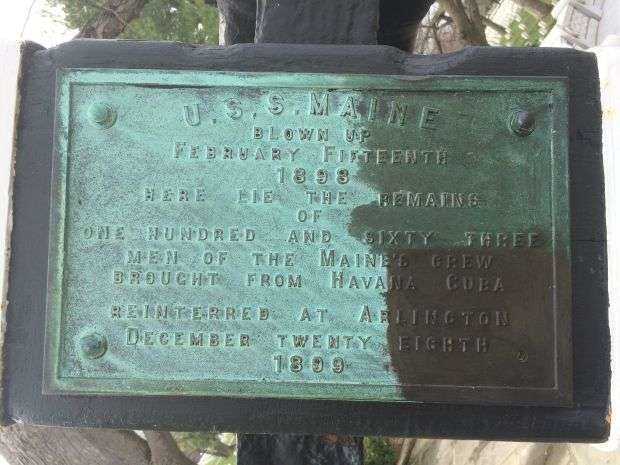 U.S.S. MAINE
BLOWN UP
FEBRUARY FIFTEENTH
1898
HERE LIE THE REMAINS
OF
ONE HUNDRED AND SIXTY THREE
MEN OF THE MAINE'S CREW
BROUGHT FROM HAVANA CUBA
REINTERRED AT ARLINGTON
DECEMBER TWENTY EIGHTH
1899